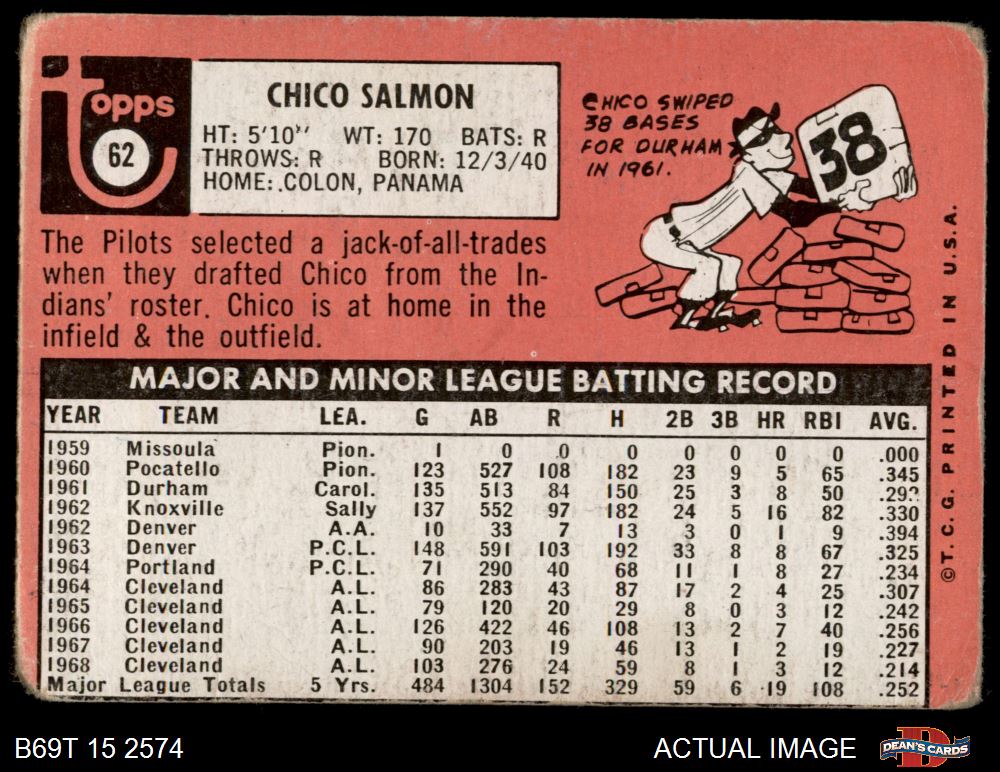 Topps
62
CHICO SALMON
HT: 5'10" WT: 170 BATS: R
THROWS: R BORN: 12/3/40
HOME: COLON, PANAMA
CHICO SWIPED
38 BASES
FOR DURHAM
IN 1961.
38
The Pilots selected a jack-of-all-trades
when they drafted Chico from the In-
dians' roster. Chico is at home in the
infield & the outfield.
MAJOR AND MINOR LEAGUE BATTING RECORD
YEAR TEAM LEA. G AB R H 2B 3B HR RBI AVG.
1959 Missoula Pion. 1 0 0 0 0 0 0 0 .000
1960 Pocatello Pion. 123 527 108 182 23 9 5 65 .345
1961 Durham Carol. 135 513 84 150 25 3 8 50 .292
1962 Knoxville Sally 137 552 97 182 24 5 16 82 .330
1962 Denver A.A. 10 33 7 13 3 0 1 9 .394
1963 Denver P.C.L. 148 591 103 192 33 8 8 67 .325
1964 Portland P.C.L. 71 290 40 68 11 1 8 27 .234
1964 Cleveland A.L. 86 283 43 87 17 2 4 25 .307
1965 Cleveland A.L. 79 120 20 29 8 0 3 12 .242
1966 Cleveland A.L. 126 422 46 108 13 2 7 40 .256
1967 Cleveland A.L. 90 203 19 46 13 1 2 19 .227
1968 Cleveland A.L. 103 276 24 59 8 1 3 12 .214
Major League Totals 5 Yrs. 484 1304 152 329 59 6 19 108 .252
©T. C. G. PRINTED IN U.S.A.
B69T 15 2574
ACTUAL IMAGE
D
DEAN'S CARDS